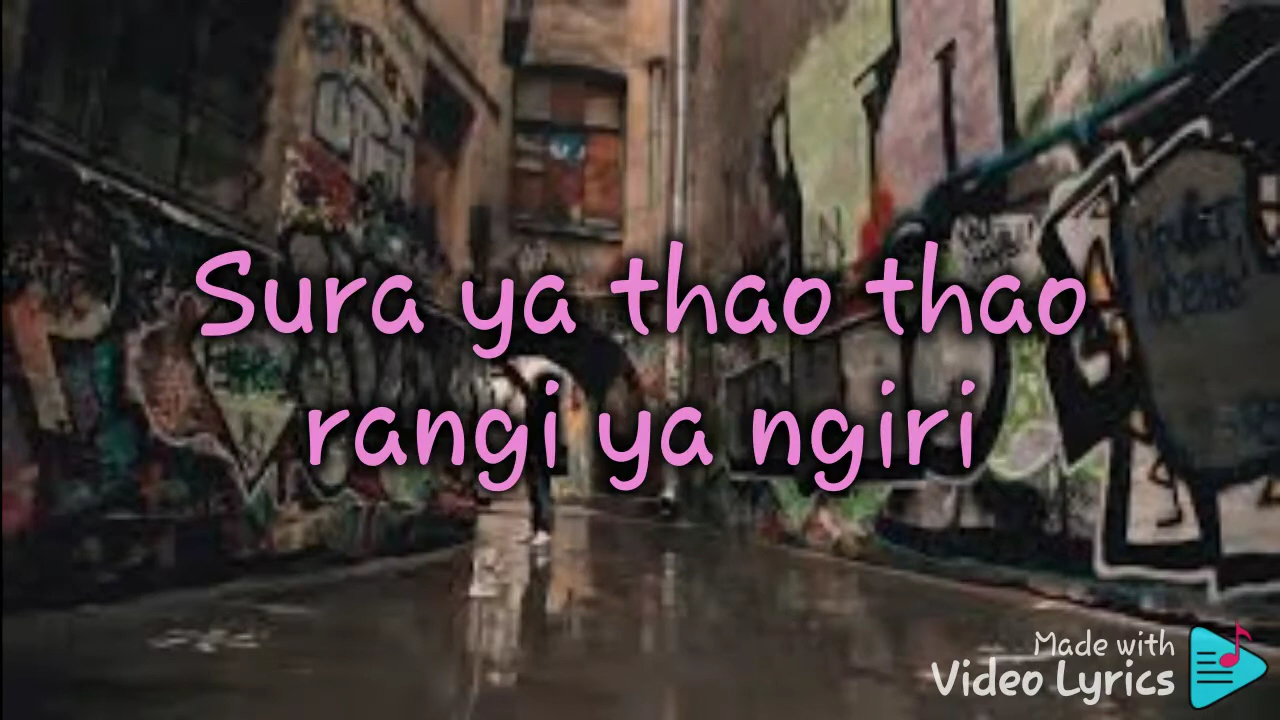 Sura ya thao thao
rangi ya ngiri
Made with
Video Lyrics